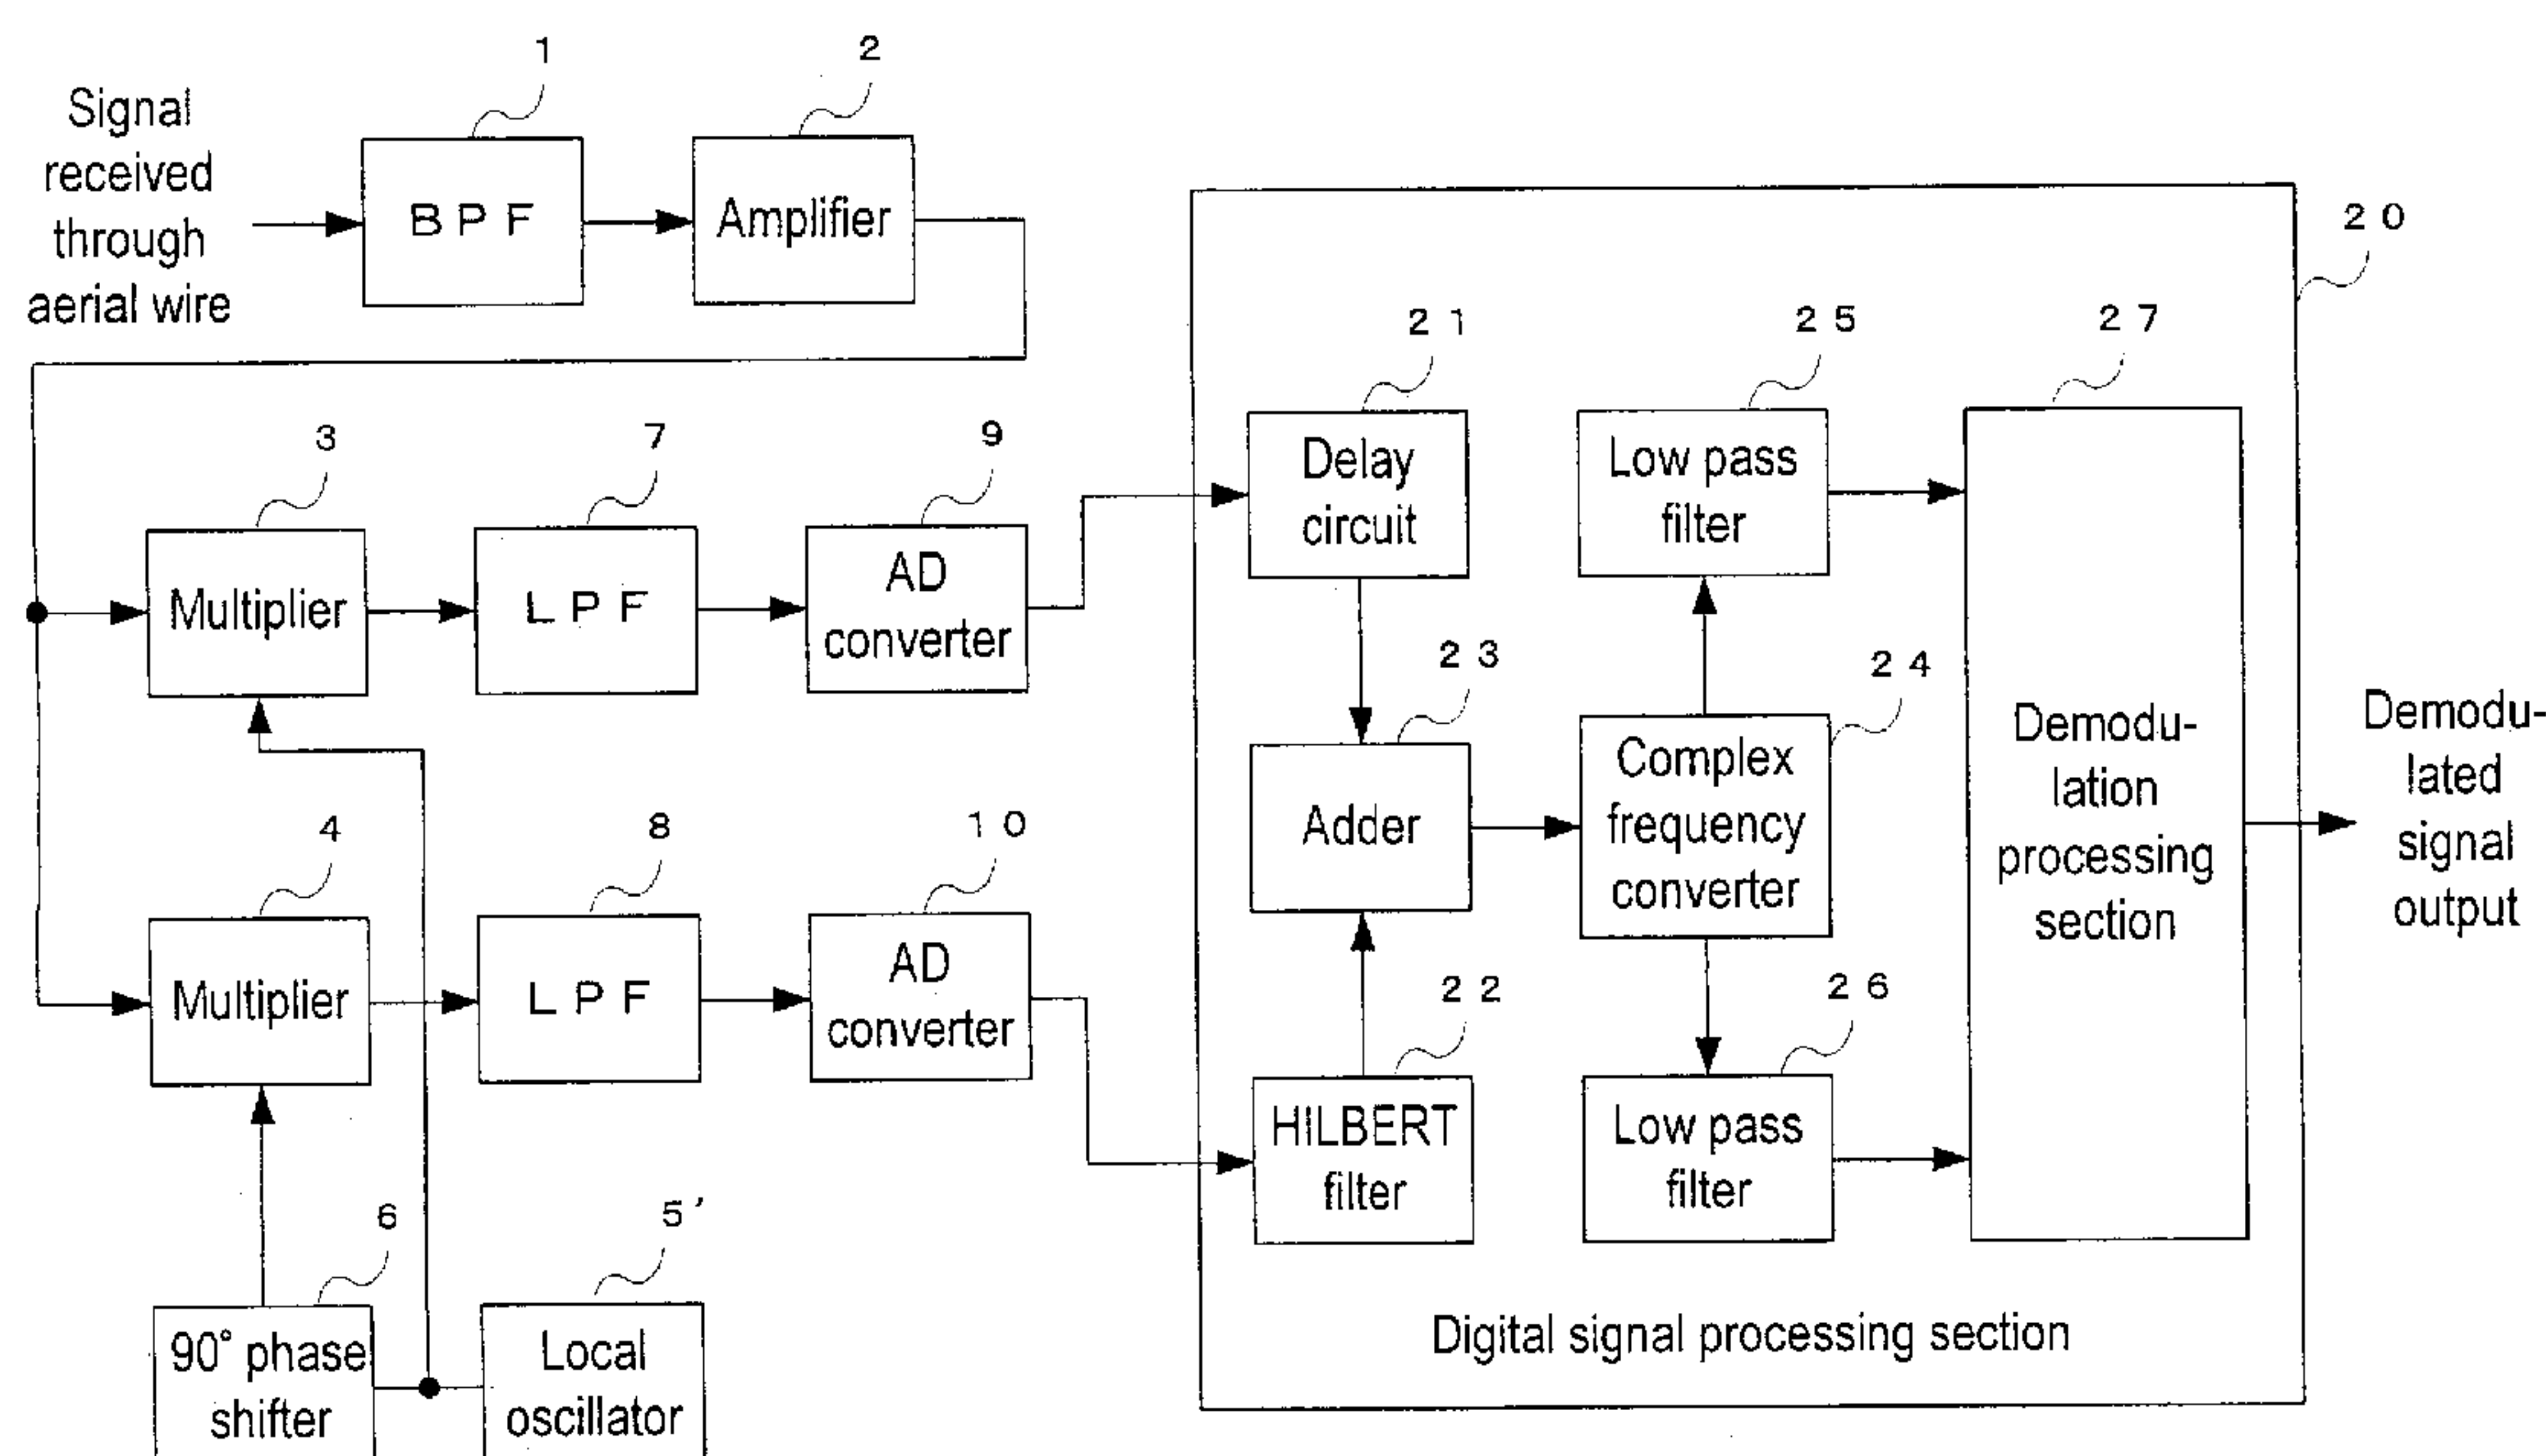 1
2
Signal
received
through
aerial wire
B P F
Amplifier
2 0
2 1
2 5
2 7
3
7
9
Delay
circuit
Low pass
filter
Multiplier
L P F
AD
converter
2 3
2 4
Demodu-
lation
processing
section
Demodu-
lated
signal
output
Adder
Complex
frequency
converter
4
8
1 0
Multiplier
L P F
AD
converter
2 2
2 6
HILBERT
filter
Low pass
filter
6
5'
90° phase
shifter
Local
oscillator
Digital signal processing section